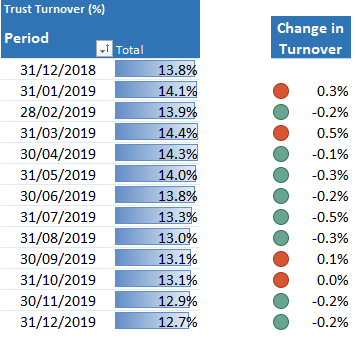 Trust Turnover (%)
Period
Total
Change in
Turnover
31/12/2018 13.8%
31/01/2019 14.1% 0.3%
28/02/2019 13.9% -0.2%
31/03/2019 14.4% 0.5%
30/04/2019 14.3% -0.1%
31/05/2019 14.0% -0.3%
30/06/2019 13.8% -0.2%
31/07/2019 13.3% -0.5%
31/08/2019 13.0% -0.3%
30/09/2019 13.1% 0.1%
31/10/2019 13.1% 0.0%
30/11/2019 12.9% -0.2%
31/12/2019 12.7% -0.2%